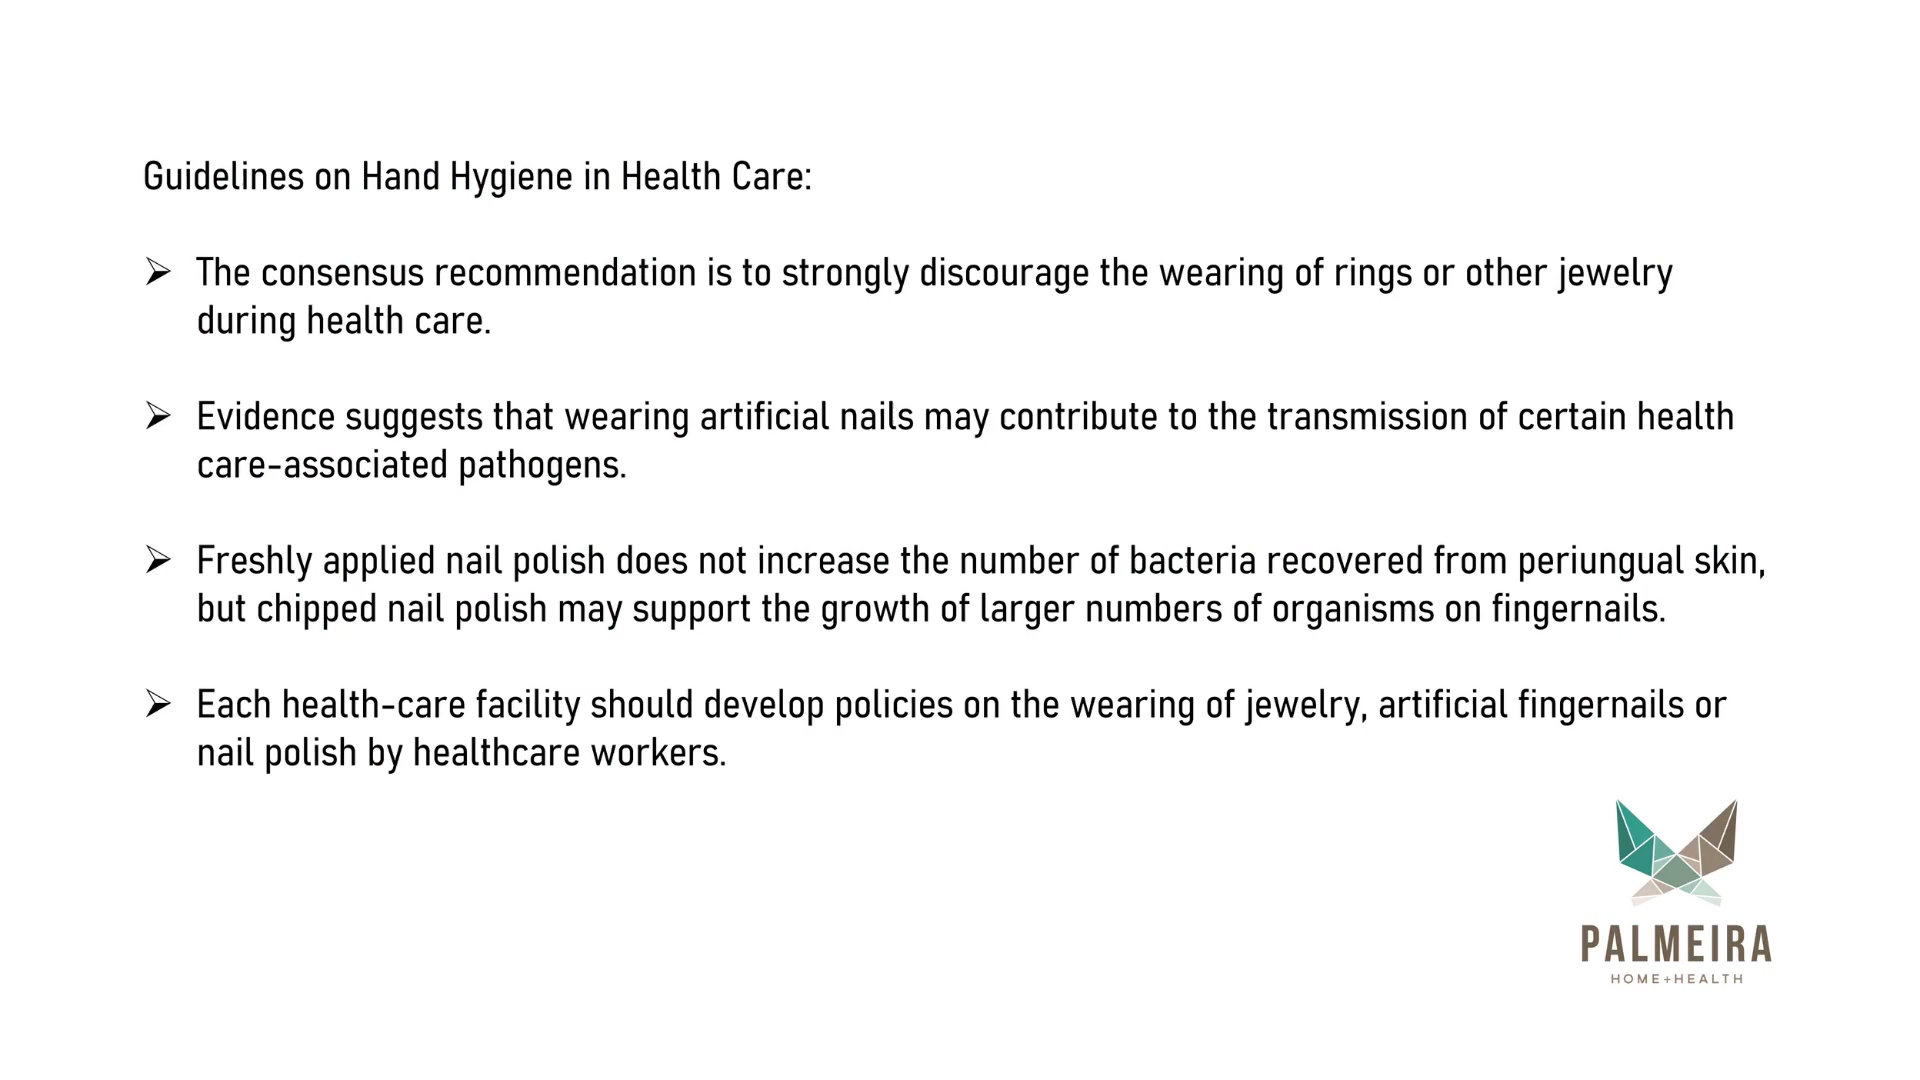 Guidelines on Hand Hygiene in Health Care:
➢ The consensus recommendation is to strongly discourage the wearing of rings or other jewelry
during health care.
➢ Evidence suggests that wearing artificial nails may contribute to the transmission of certain health
care-associated pathogens.
➢ Freshly applied nail polish does not increase the number of bacteria recovered from periungual skin,
but chipped nail polish may support the growth of larger numbers of organisms on fingernails.
➢ Each health-care facility should develop policies on the wearing of jewelry, artificial fingernails or
nail polish by healthcare workers.
PALMEIRA
HOME+HEALTH